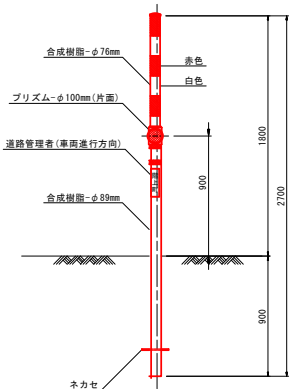 合成樹脂-φ76mm
赤色
白色
プリズム-φ100mm(片面)
道路管理者(車両進行方向)
合成樹脂-φ89mm
ネカセ
900
1800
900
2700